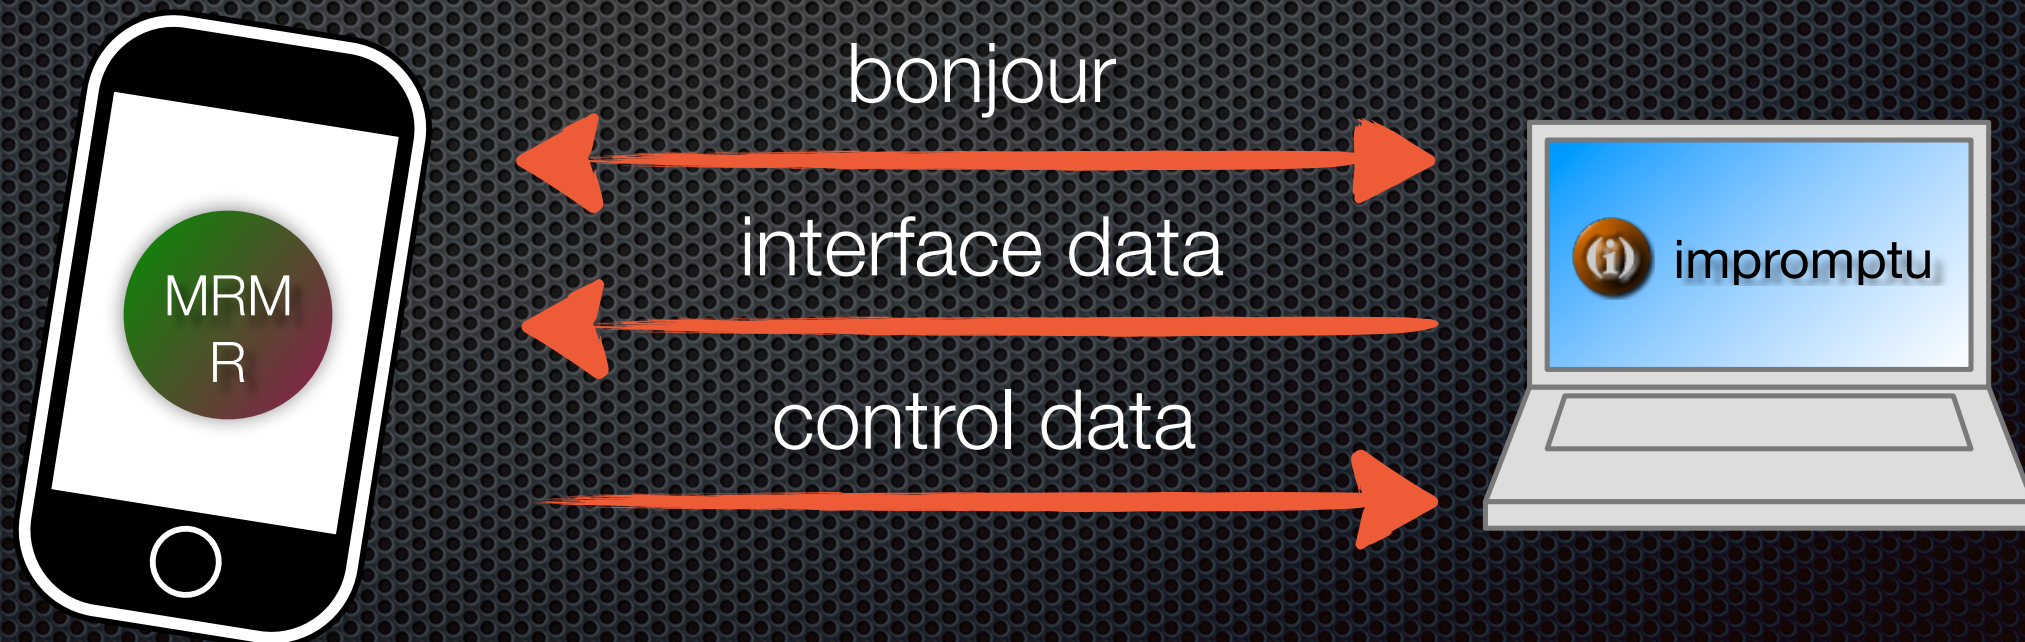 bonjour
interface data
control data
MRM
R
(i) impromptu